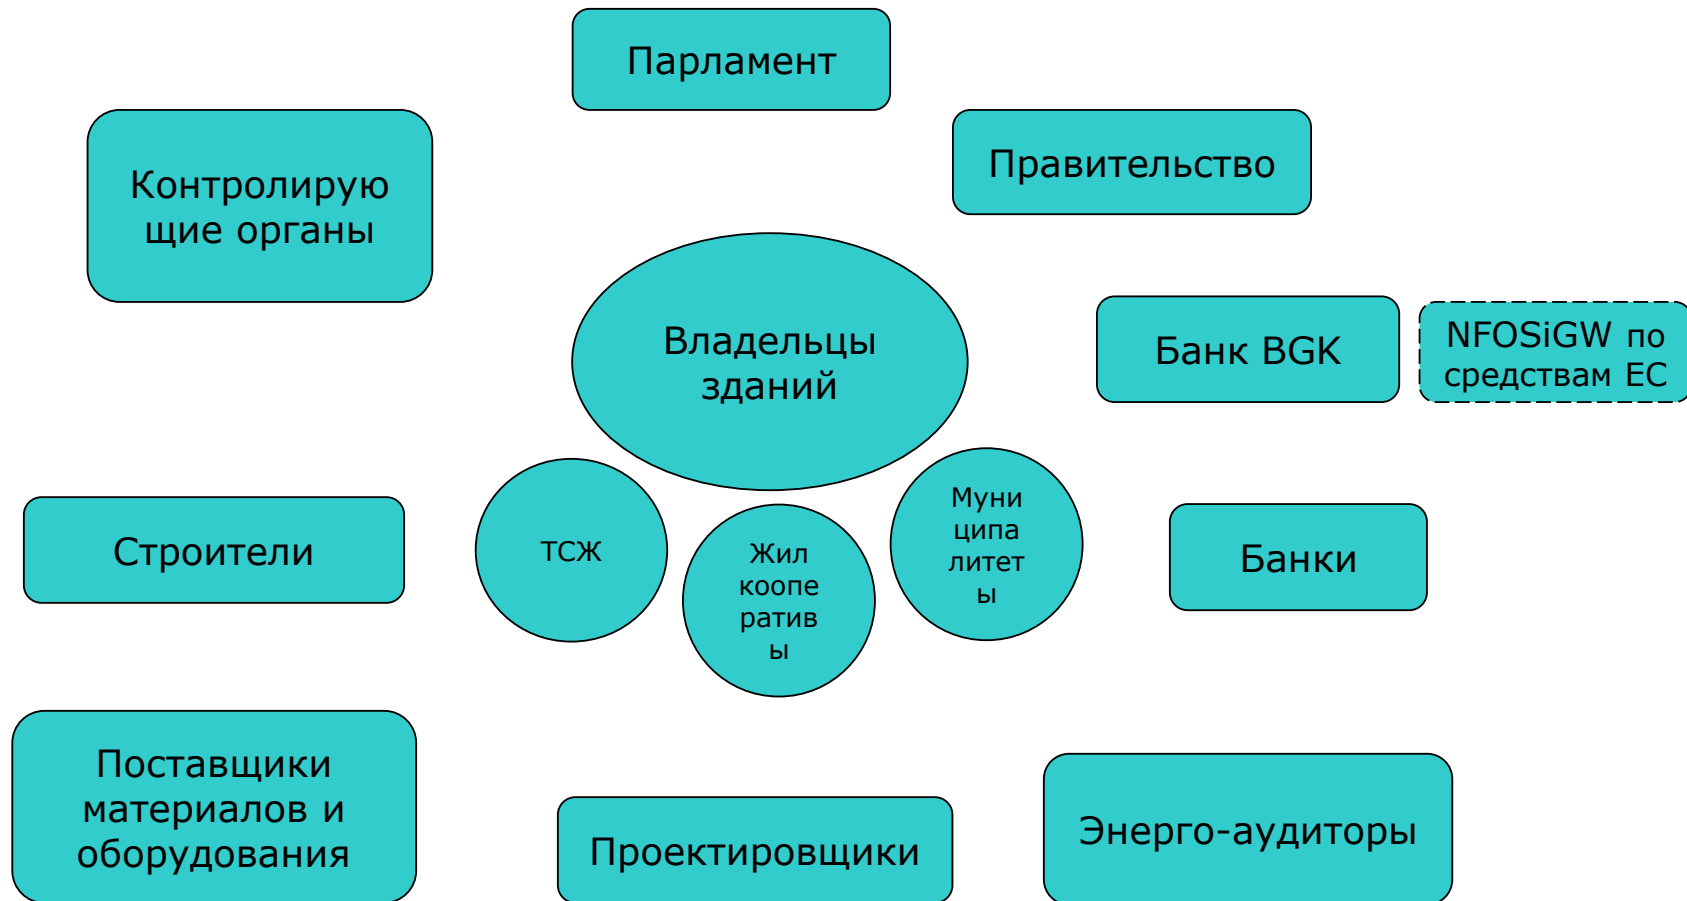 Парламент
Правительство
Контролирую
щие органы
Владельцы
зданий
Банк BGK
NFOSiGW по
средствам ЕС
Строители
ТСЖ
Жил
коопе
ратив
ы
Муни
ципа
литет
ы
Банки
Поставщики
материалов и
оборудования
Проектировщики
Энерго-аудиторы